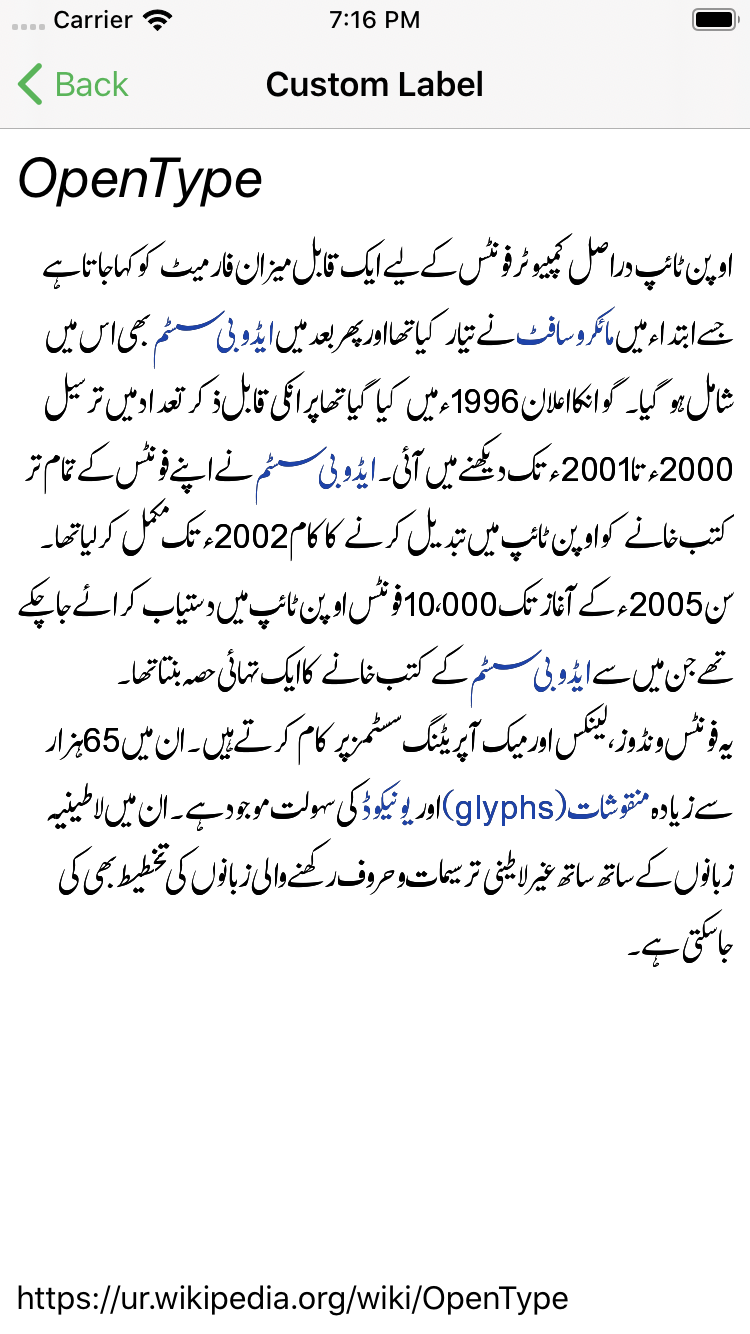 Carrier 7:16 PM
Back Custom Label
OpenType
اوپن ٹائپ دراصل کمپیوٹر فونٹس کے لیے ایک قابل میزان فارمیٹ کو کہا جاتا ہے
جسے ابتداء میں مائکروسافٹ نے تیار کیا تھا اور پھر بعد میں ایڈوبی سسٹم بھی اس میں
شامل ہو گیا۔ گو انکا اعلان 1996ء میں کیا گیا تھا پر انکی قابل ذکر تعداد میں ترسیل
2000ء تا 2001ء تک دیکھنے میں آئی۔ ایڈوبی سسٹم نے اپنے فونٹس کے تمام تر
کتب خانے کو اوپن ٹائپ میں تبدیل کرنے کا کام 2002ء تک مکمل کر لیا تھا۔
سن 2005ء کے آغاز تک 10،000 فونٹس اوپن ٹائپ میں دستیاب کرائے جا چکے
تھے جن میں سے ایڈوبی سسٹم کے کتب خانے کا ایک تہائی حصہ بنتا تھا۔
یہ فونٹس ونڈوز، لینکس اور میک آپریٹنگ سسٹمز پر کام کرتے ہیں۔ ان میں 65 ہزار
سے زیادہ منقوشات (glyphs) اور یونیکوڈ کی سہولت موجود ہے۔ ان میں لاطینیہ
زبانوں کے ساتھ ساتھ غیر لاطینی ترسیمات و حروف رکھنے والی زبانوں کی تخطیط بھی کی
جا سکتی ہے۔
https://ur.wikipedia.org/wiki/OpenType